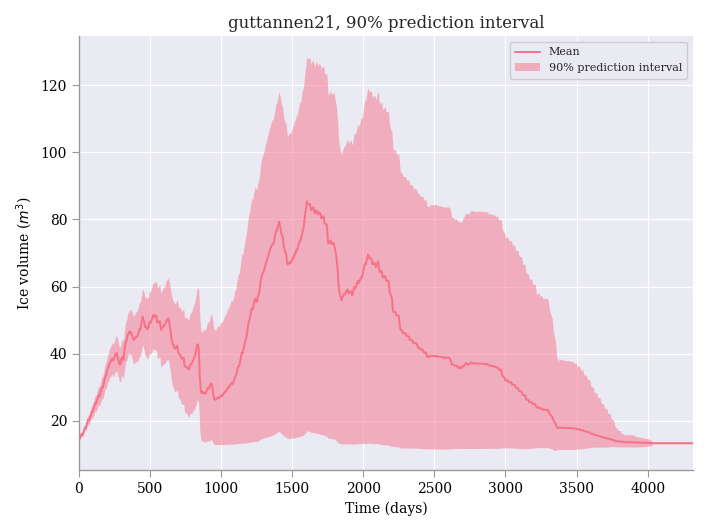 guttannen21, 90% prediction interval
Mean
90% prediction interval
Ice volume (m³)
120
100
80
60
40
20
0 500 1000 1500 2000 2500 3000 3500 4000
Time (days)